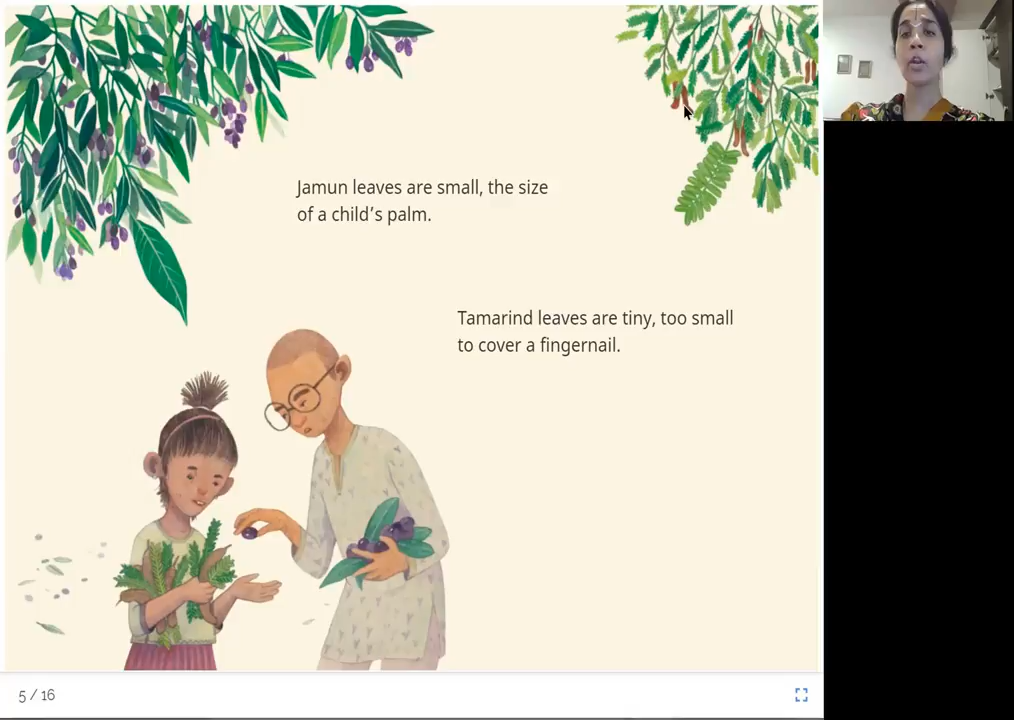 Jamun leaves are small, the size
of a child’s palm.
Tamarind leaves are tiny, too small
to cover a fingernail.
5 / 16